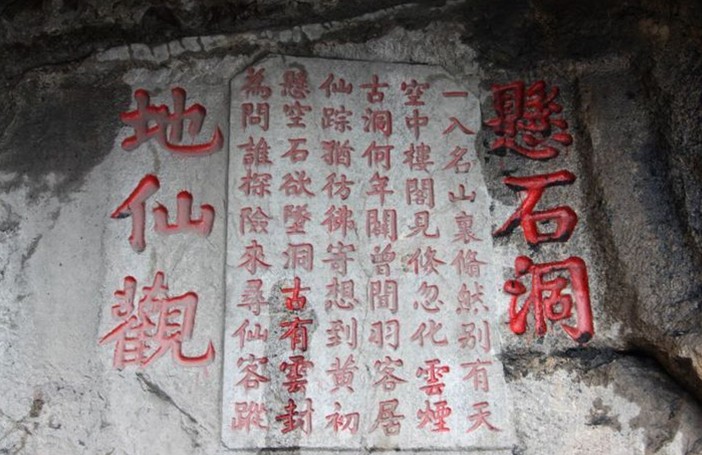 懸石洞
一入名山裏翛然别有天
空中樓閣見倏忽化雲煙
古洞何年闢曾聞羽客居
仙踪猶彷彿寄想到黄初
懸空石欲墜洞古有雲封
為問誰探險來尋仙客蹤
地仙觀